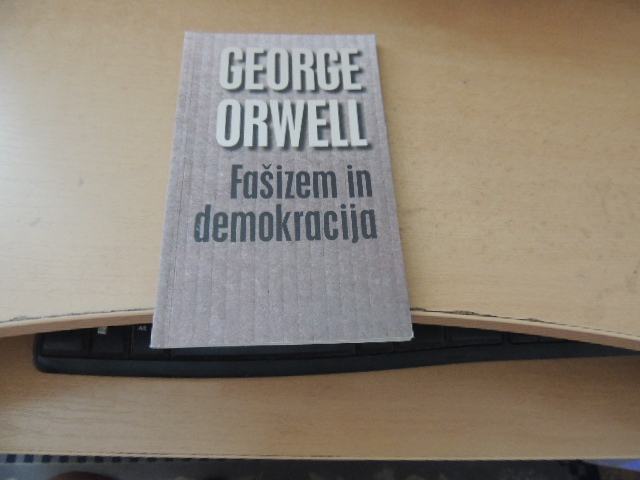 GEORGE
ORWELL
Fašizem in
demokracija